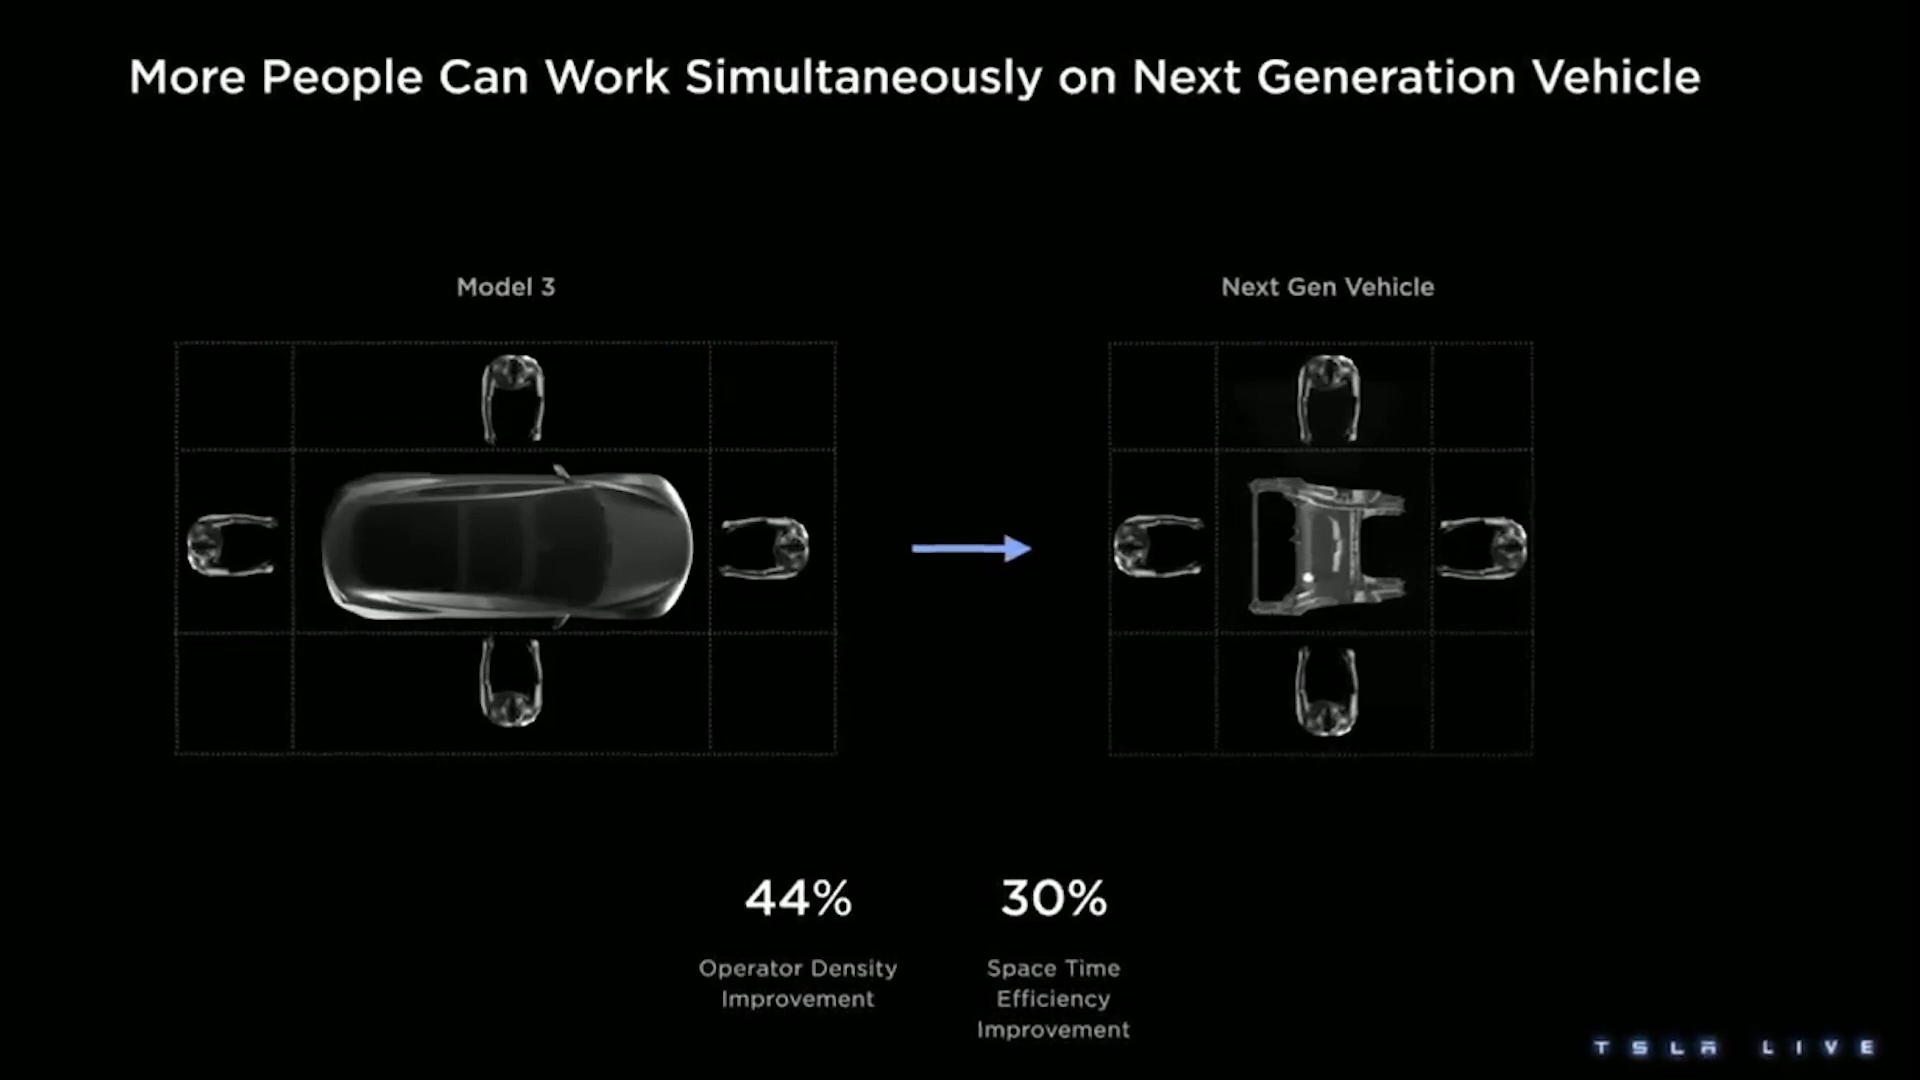 More People Can Work Simultaneously on Next Generation Vehicle
Model 3
Next Gen Vehicle
44%
30%
Operator Density
Improvement
Space Time
Efficiency
Improvement
TSLA LIVE